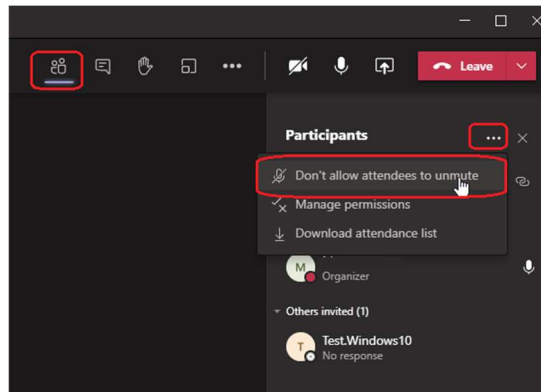 Leave
Participants
Don't allow attendees to unmute
Manage permissions
Download attendance list
M
Organizer
Others invited (1)
T
Test.Windows10
No response